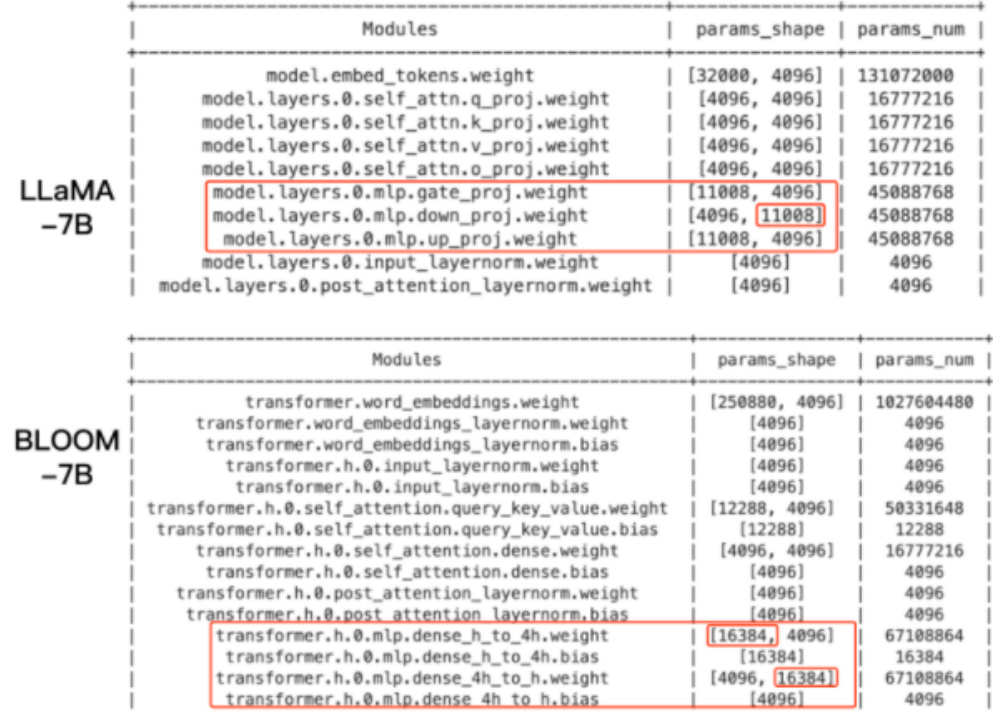 Modules | params_shape | params_num
model.embed_tokens.weight | [32000, 4096] | 131072000
model.layers.0.self_attn.q_proj.weight | [4096, 4096] | 16777216
model.layers.0.self_attn.k_proj.weight | [4096, 4096] | 16777216
model.layers.0.self_attn.v_proj.weight | [4096, 4096] | 16777216
model.layers.0.self_attn.o_proj.weight | [4096, 4096] | 16777216
LLaMA
-7B
model.layers.0.mlp.gate_proj.weight | [11008, 4096] | 45088768
model.layers.0.mlp.down_proj.weight | [4096, 11008] | 45088768
model.layers.0.mlp.up_proj.weight | [11008, 4096] | 45088768
model.layers.0.input_layernorm.weight | [4096] | 4096
model.layers.0.post_attention_layernorm.weight | [4096] | 4096
Modules | params_shape | params_num
transformer.word_embeddings.weight | [250880, 4096] | 1027604480
transformer.word_embeddings_layernorm.weight | [4096] | 4096
transformer.word_embeddings_layernorm.bias | [4096] | 4096
BLOOM
-7B
transformer.h.0.input_layernorm.weight | [4096] | 4096
transformer.h.0.input_layernorm.bias | [4096] | 4096
transformer.h.0.self_attention.query_key_value.weight | [12288, 4096] | 50331648
transformer.h.0.self_attention.query_key_value.bias | [12288] | 12288
transformer.h.0.self_attention.dense.weight | [4096, 4096] | 16777216
transformer.h.0.self_attention.dense.bias | [4096] | 4096
transformer.h.0.post_attention_layernorm.weight | [4096] | 4096
transformer.h.0.post_attention_layernorm.bias | [4096] | 4096
transformer.h.0.mlp.dense_h_to_4h.weight | [16384, 4096] | 67108864
transformer.h.0.mlp.dense_h_to_4h.bias | [16384] | 16384
transformer.h.0.mlp.dense_4h_to_h.weight | [4096, 16384] | 67108864
transformer.h.0.mlp.dense_4h_to_h.bias | [4096] | 4096